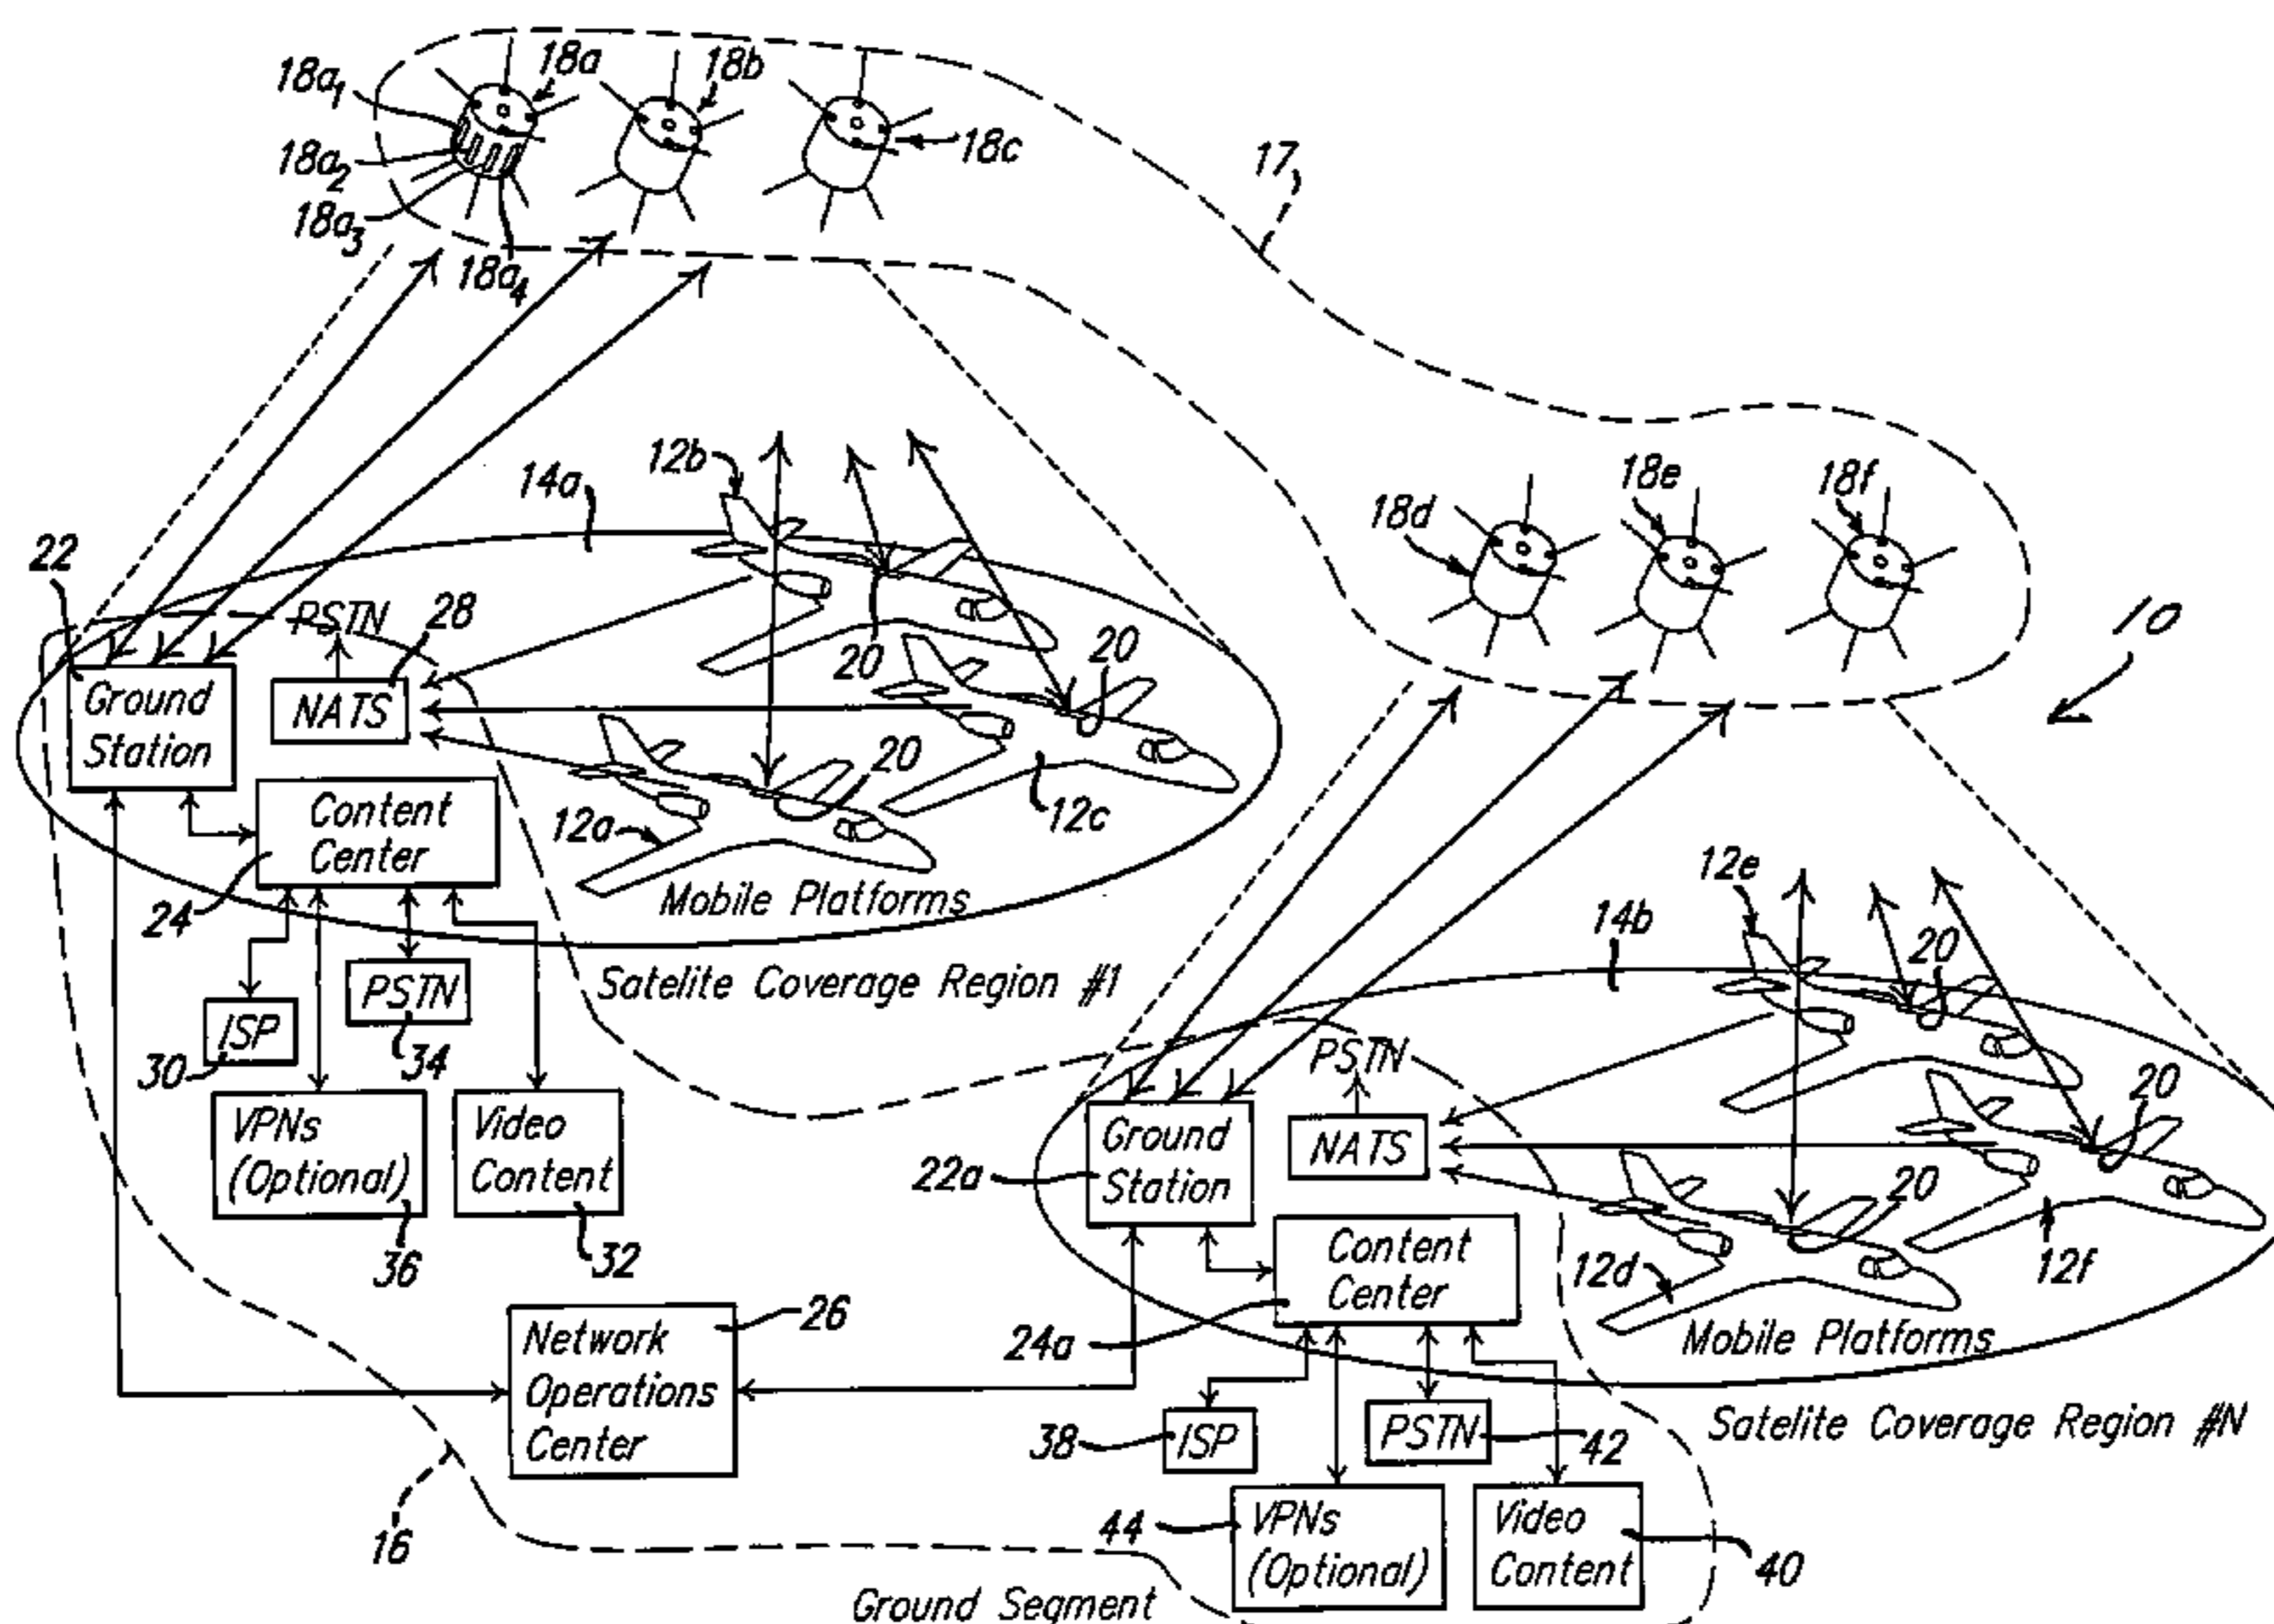 18a₁
18a
18b
18a₂
18c
18a₃
18a₄
17
12b
14a
18d
18e
18f
22
PSTN
28
20
20
10
Ground
Station
NATS
20
Content
Center
12a
12c
24
Mobile Platforms
12e
14b
Satelite Coverage Region #1
20
ISP
PSTN
30
34
PSTN
VPNs
(Optional)
Video
Content
Ground
Station
NATS
20
22a
20
36
32
Content
Center
12d
12f
Network
Operations
Center
26
24a
Mobile Platforms
38
ISP
PSTN
42
Satelite Coverage Region #N
16
44
VPNs
(Optional)
Video
Content
40
Ground Segment